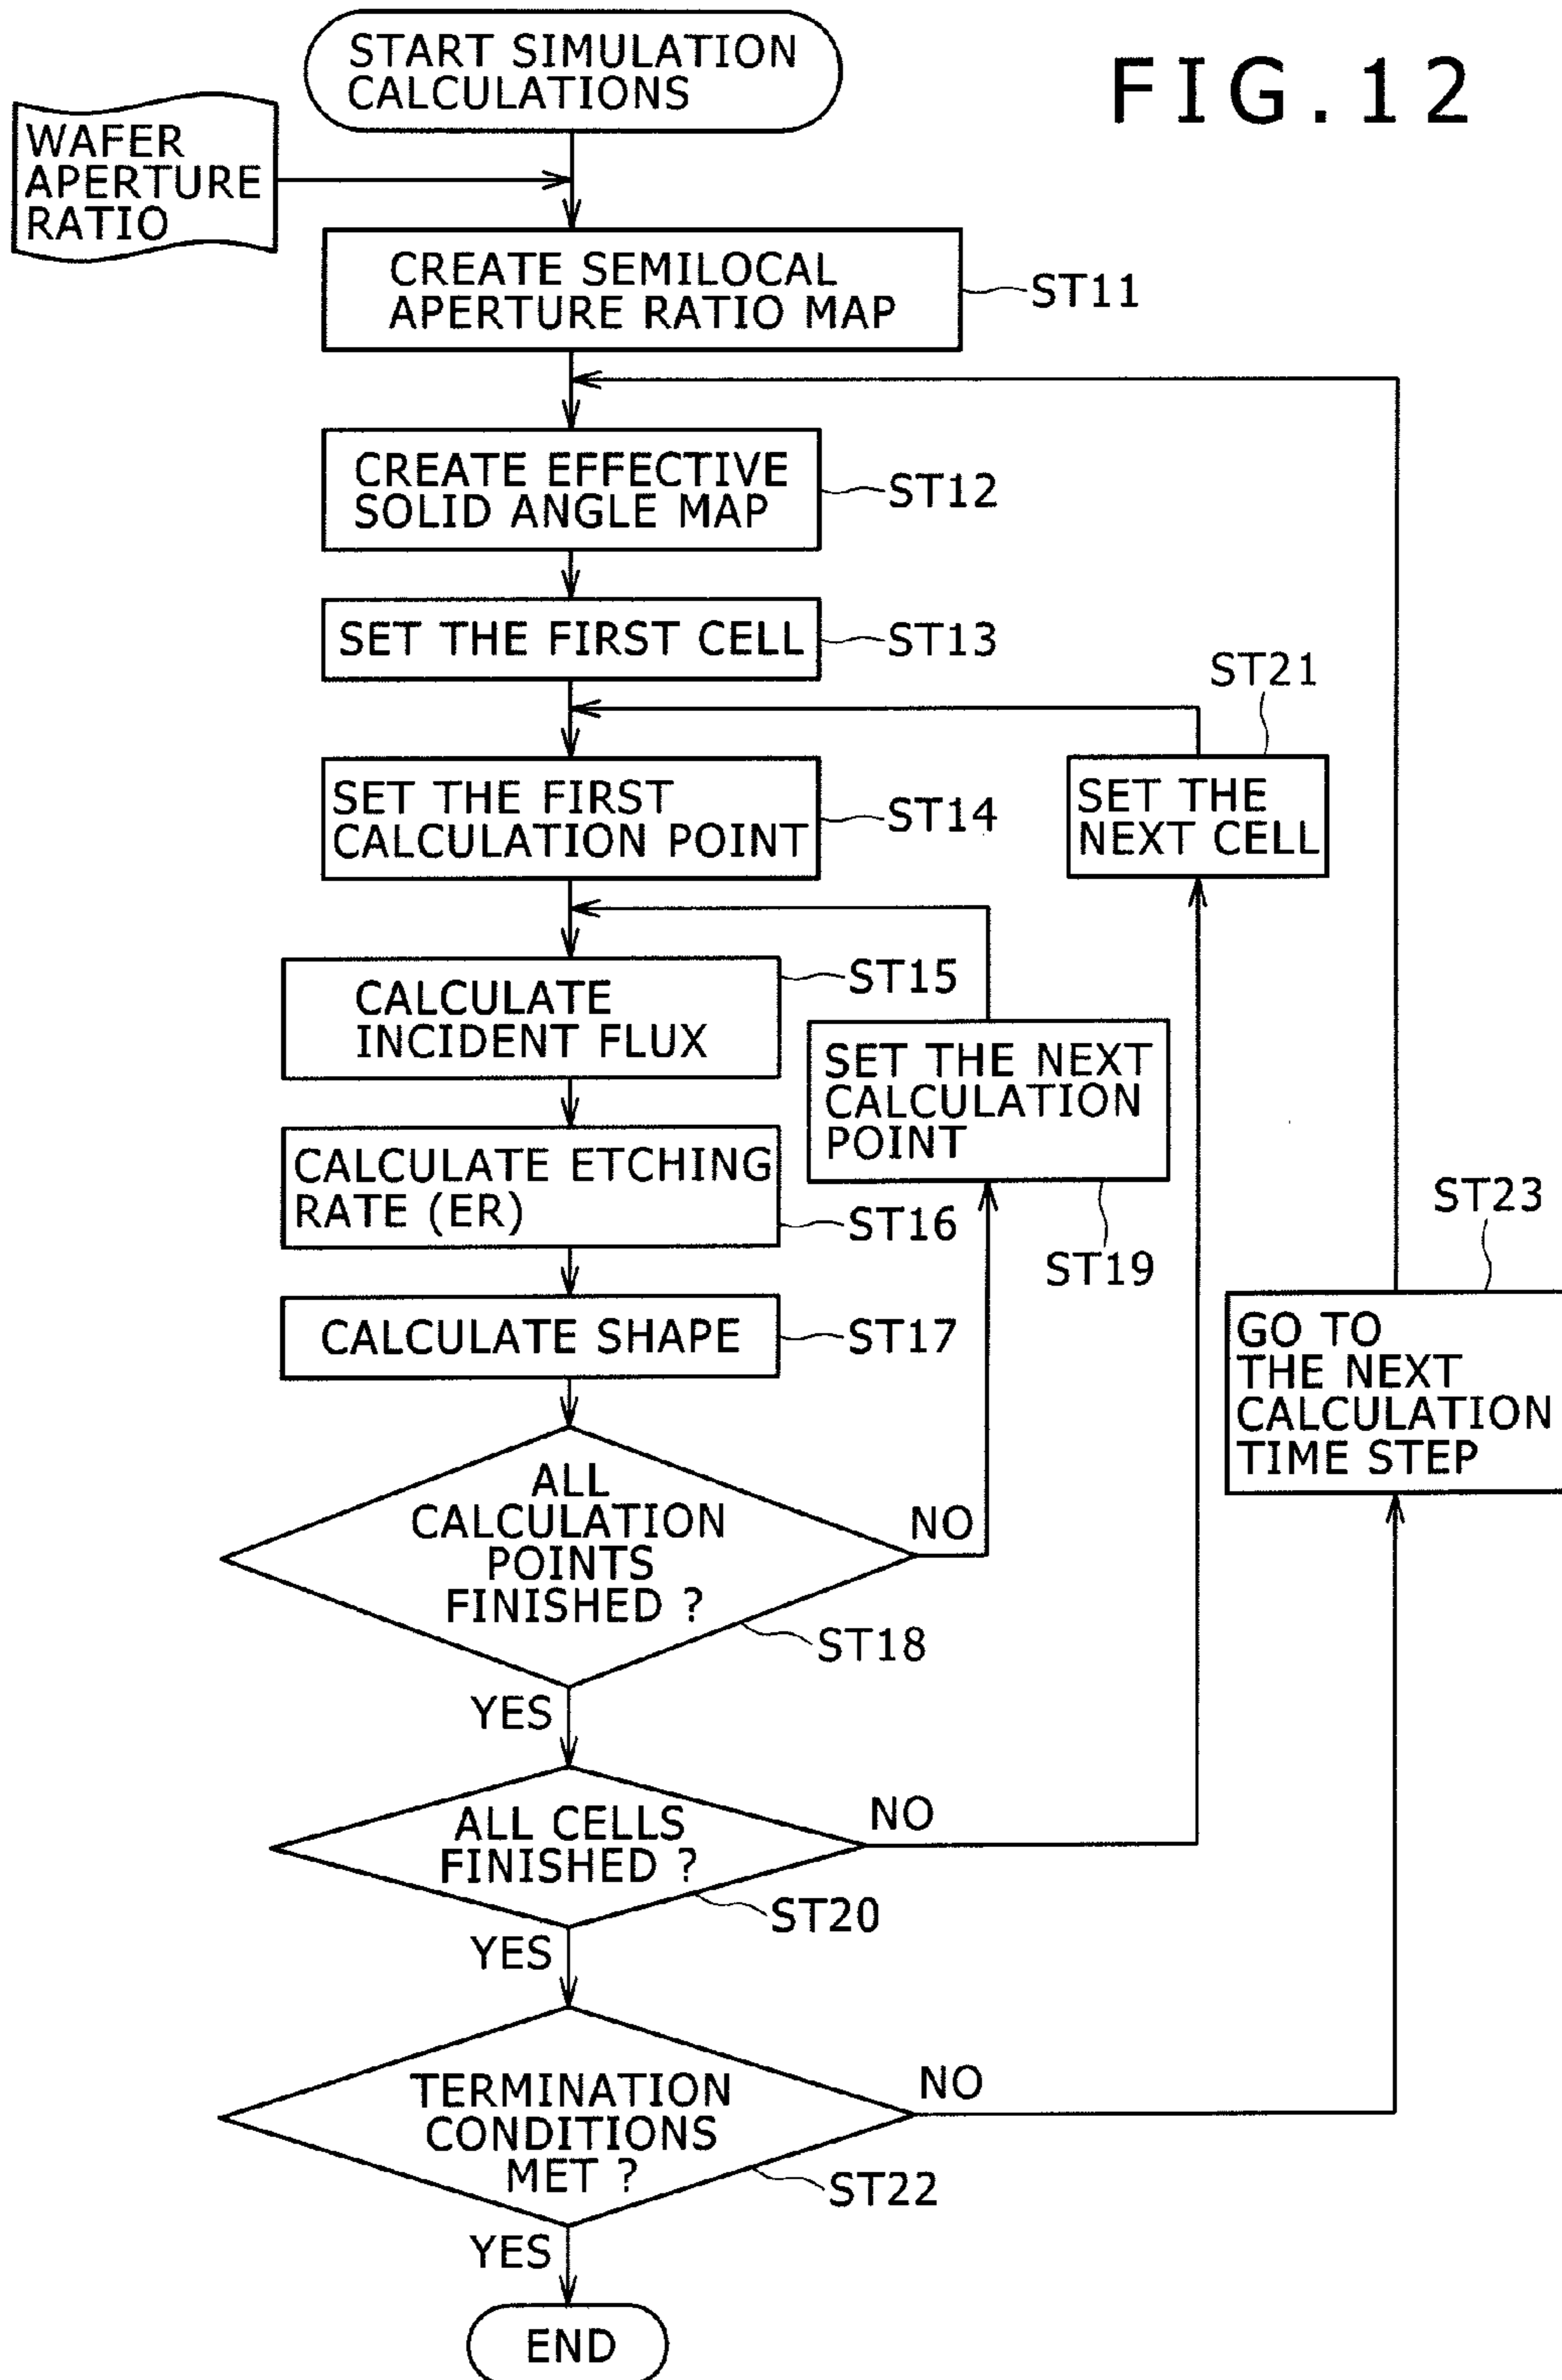 FIG.12
START SIMULATION
CALCULATIONS
WAFER
APERTURE
RATIO
CREATE SEMILOCAL
APERTURE RATIO MAP
ST11
CREATE EFFECTIVE
SOLID ANGLE MAP
ST12
SET THE FIRST CELL
ST13
ST21
SET THE FIRST
CALCULATION POINT
ST14
SET THE
NEXT CELL
CALCULATE
INCIDENT FLUX
ST15
SET THE NEXT
CALCULATION
POINT
ST19
CALCULATE ETCHING
RATE (ER)
ST16
ST23
GO TO
THE NEXT
CALCULATION
TIME STEP
CALCULATE SHAPE
ST17
ALL
CALCULATION
POINTS
FINISHED ?
NO
ST18
YES
ALL CELLS
FINISHED ?
NO
ST20
YES
TERMINATION
CONDITIONS
MET ?
NO
ST22
YES
END